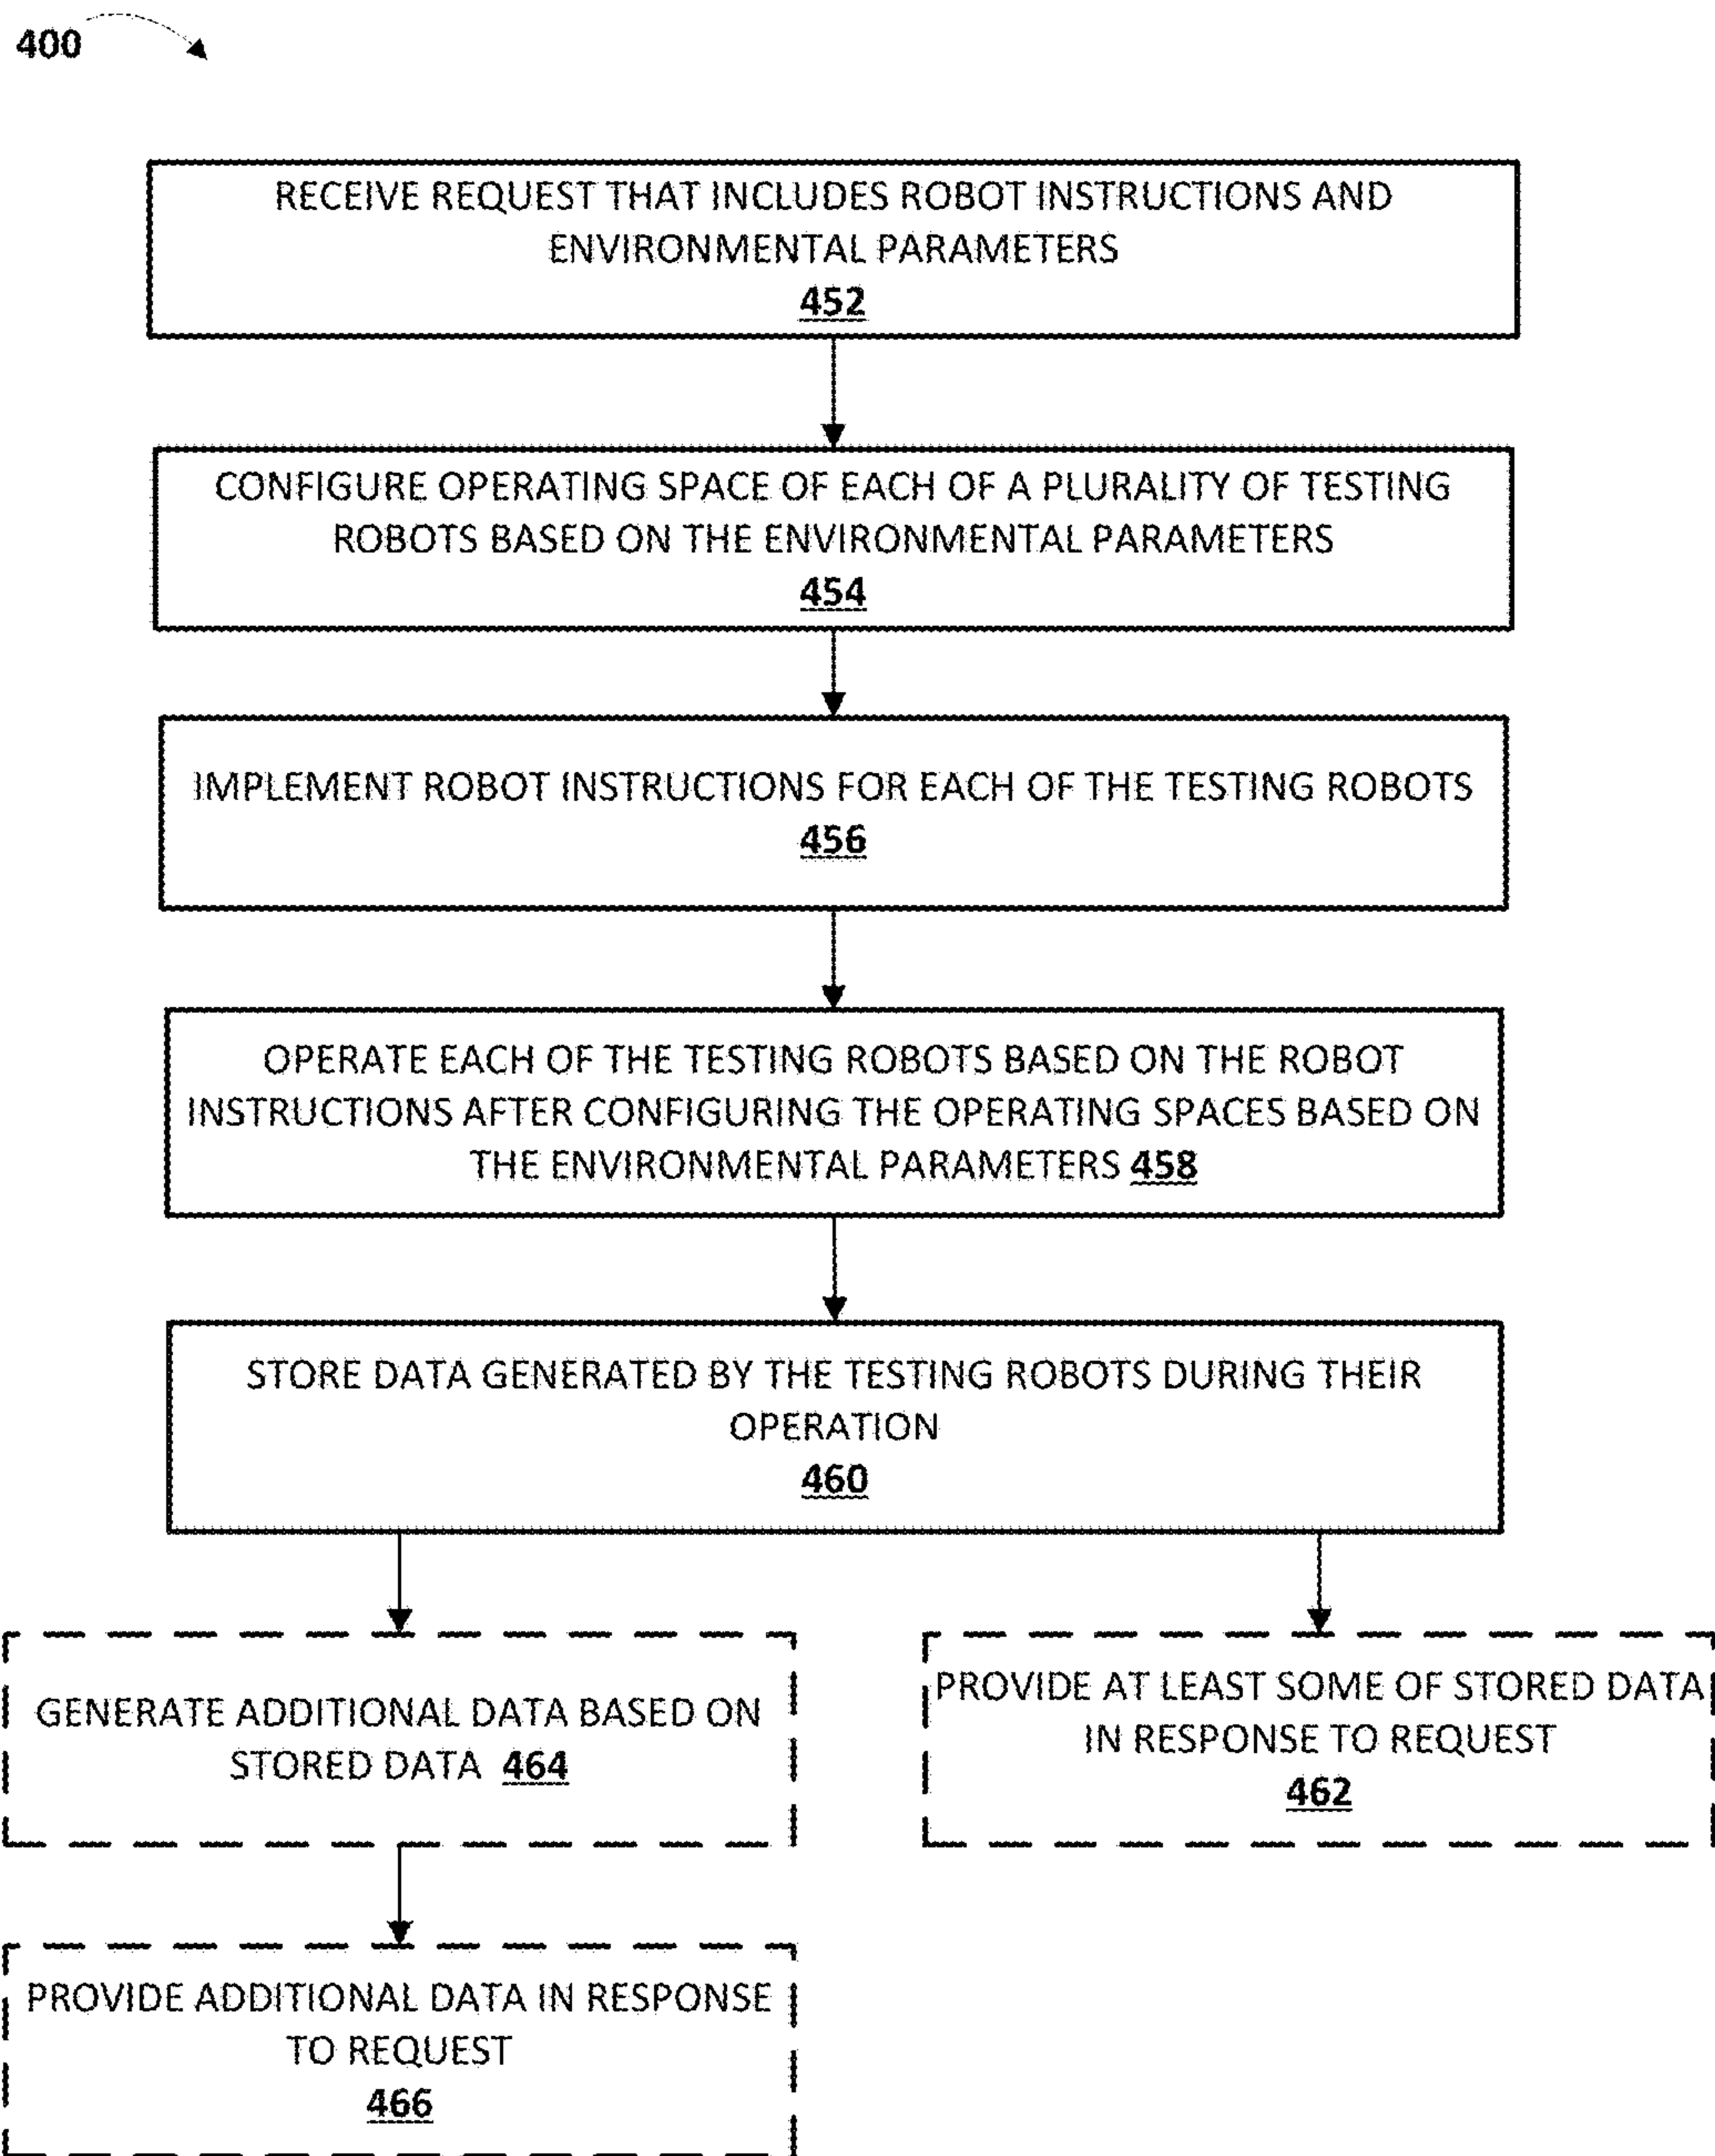 400
RECEIVE REQUEST THAT INCLUDES ROBOT INSTRUCTIONS AND
ENVIRONMENTAL PARAMETERS
452
CONFIGURE OPERATING SPACE OF EACH OF A PLURALITY OF TESTING
ROBOTS BASED ON THE ENVIRONMENTAL PARAMETERS
454
IMPLEMENT ROBOT INSTRUCTIONS FOR EACH OF THE TESTING ROBOTS
456
OPERATE EACH OF THE TESTING ROBOTS BASED ON THE ROBOT
INSTRUCTIONS AFTER CONFIGURING THE OPERATING SPACES BASED ON
THE ENVIRONMENTAL PARAMETERS 458
STORE DATA GENERATED BY THE TESTING ROBOTS DURING THEIR
OPERATION
460
GENERATE ADDITIONAL DATA BASED ON
STORED DATA 464
PROVIDE AT LEAST SOME OF STORED DATA
IN RESPONSE TO REQUEST
462
PROVIDE ADDITIONAL DATA IN RESPONSE
TO REQUEST
466